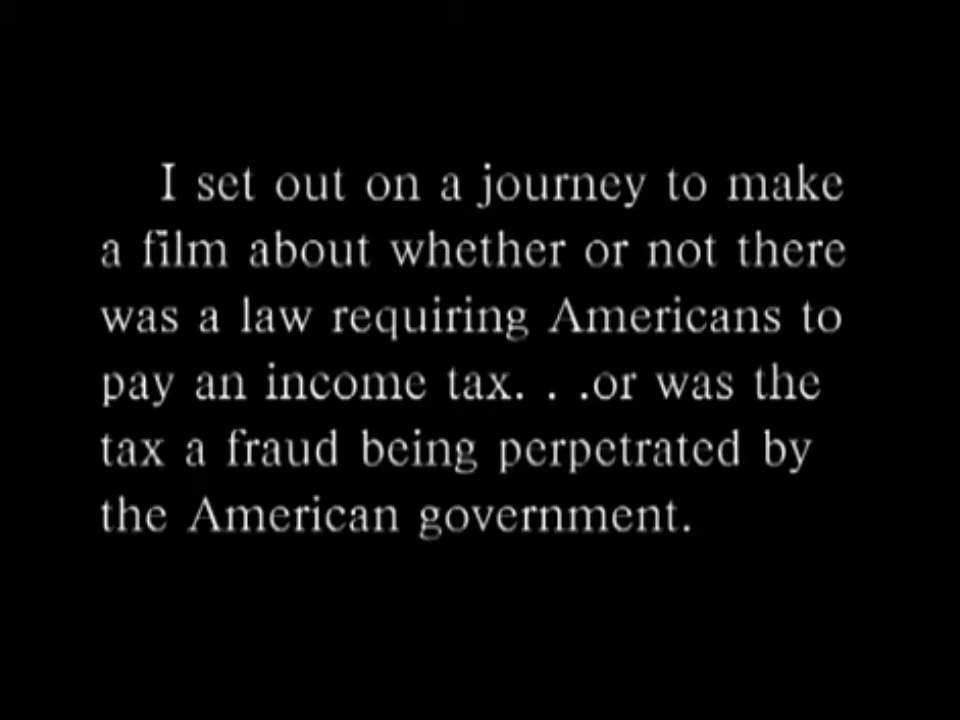 I set out on a journey to make
a film about whether or not there
was a law requiring Americans to
pay an income tax. . .or was the
tax a fraud being perpetrated by
the American government.